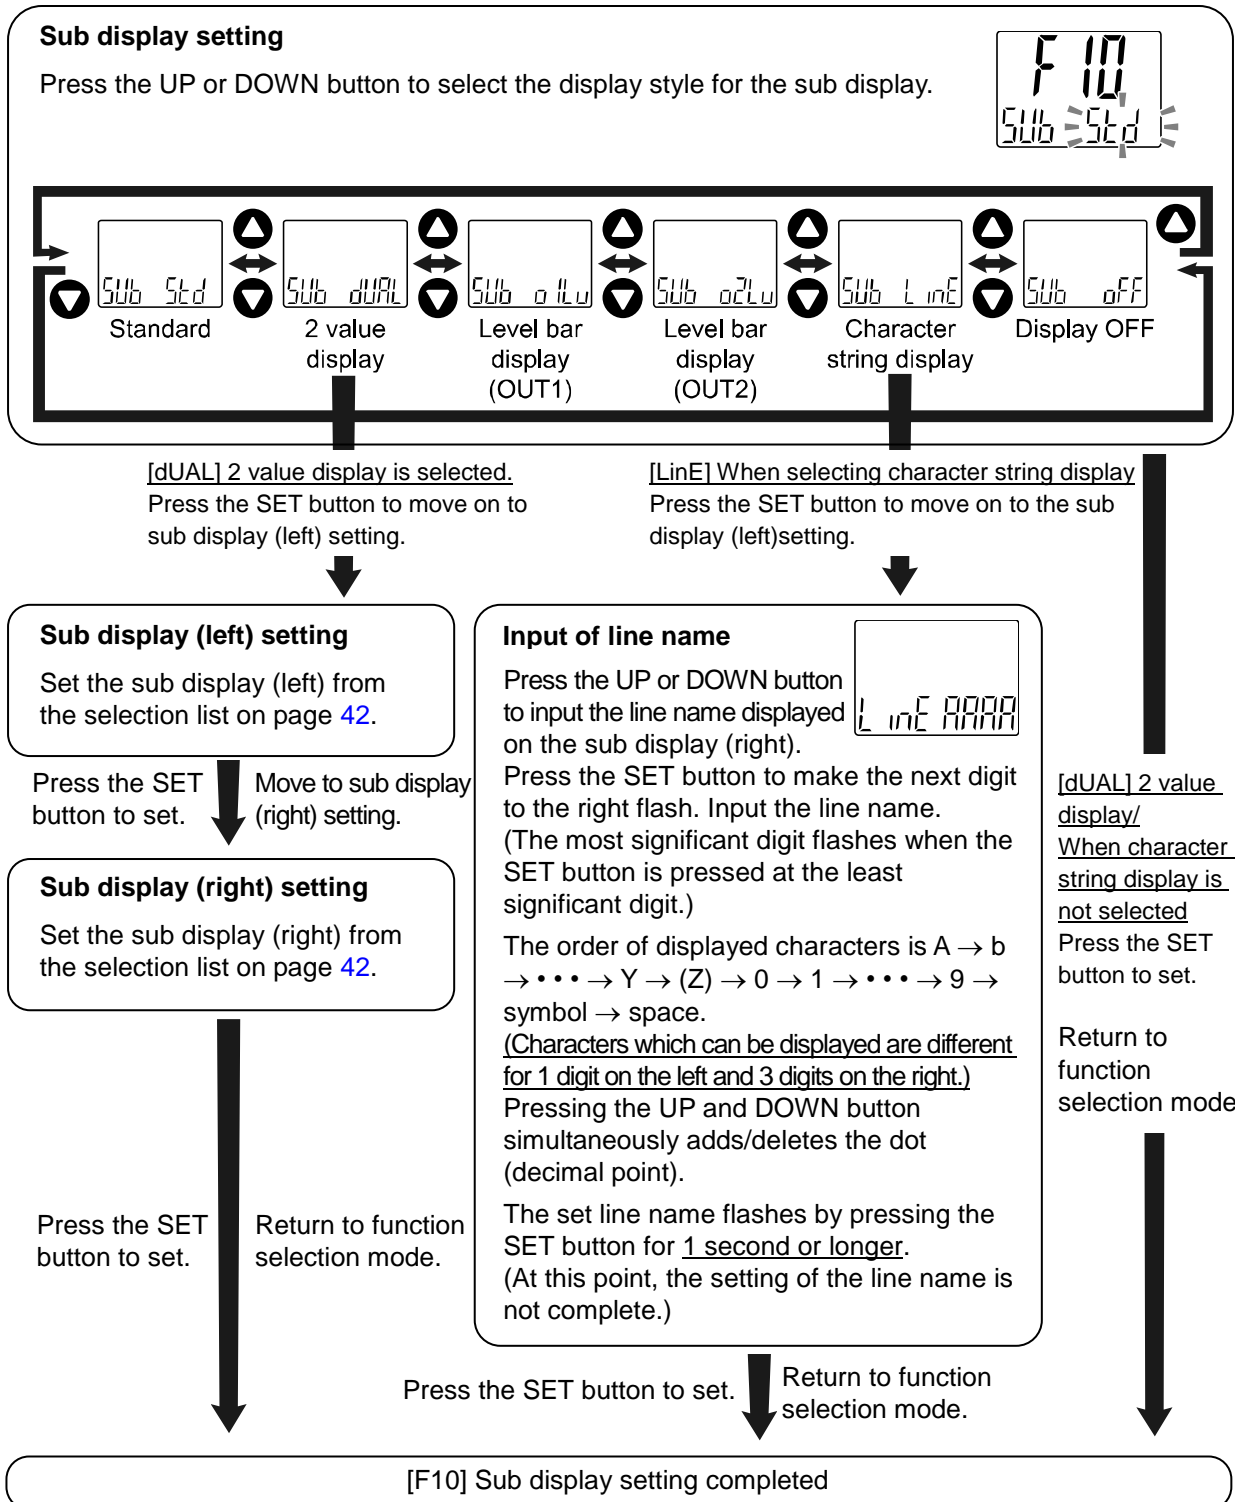 Sub display setting
Press the UP or DOWN button to select the display style for the sub display.
F 10
SUb Std
SUb Std
SUb dUAL
SUb o1Lv
SUb o2Lv
SUb LinE
SUb oFF
Standard
2 value
display
Level bar
display
(OUT1)
Level bar
display
(OUT2)
Character
string display
Display OFF
[dUAL] 2 value display is selected.
Press the SET button to move on to
sub display (left) setting.
[LinE] When selecting character string display
Press the SET button to move on to the sub
display (left)setting.
Sub display (left) setting
Set the sub display (left) from
the selection list on page 42.
Press the SET
button to set.
Move to sub display
(right) setting.
Sub display (right) setting
Set the sub display (right) from
the selection list on page 42.
Press the SET
button to set.
Return to function
selection mode.
Input of line name
Press the UP or DOWN button
to input the line name displayed
on the sub display (right).
LinE AAAA
Press the SET button to make the next digit
to the right flash. Input the line name.
(The most significant digit flashes when the
SET button is pressed at the least
significant digit.)
The order of displayed characters is A → b
→ • • • → Y → (Z) → 0 → 1 → • • • → 9 →
symbol → space.
(Characters which can be displayed are different
for 1 digit on the left and 3 digits on the right.)
Pressing the UP and DOWN button
simultaneously adds/deletes the dot
(decimal point).
The set line name flashes by pressing the
SET button for 1 second or longer.
(At this point, the setting of the line name is
not complete.)
Press the SET button to set.
Return to function
selection mode.
[dUAL] 2 value
display/
When character
string display is
not selected
Press the SET
button to set.
Return to
function
selection mode
[F10] Sub display setting completed